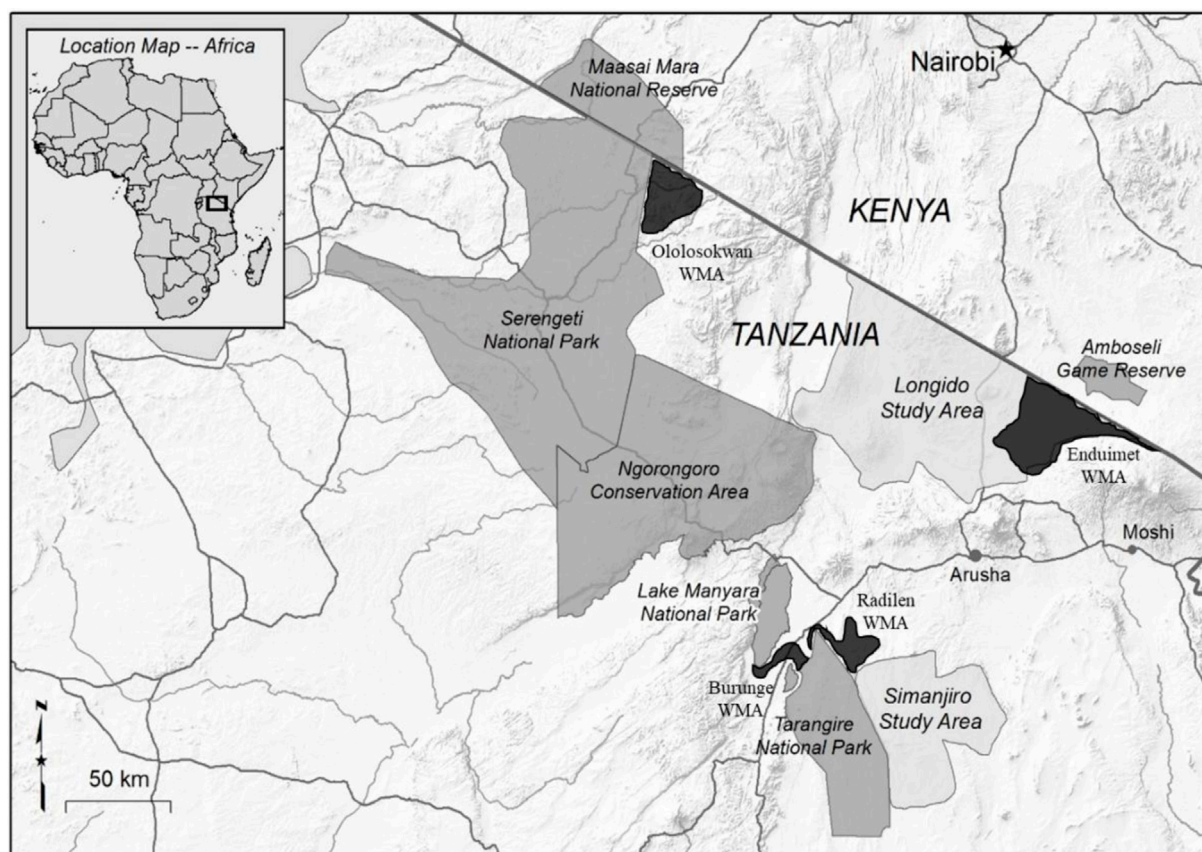 Location Map -- Africa
Maasai Mara
National Reserve
Nairobi
KENYA
Ololosokwan
WMA
Serengeti
National Park
TANZANIA
Amboseli
Game Reserve
Longido
Study Area
Enduimet
WMA
Ngorongoro
Conservation Area
Moshi
Arusha
Lake Manyara
National Park
Radilen
WMA
Burunge
WMA
Simanjiro
Study Area
Tarangire
National Park
N
50 km